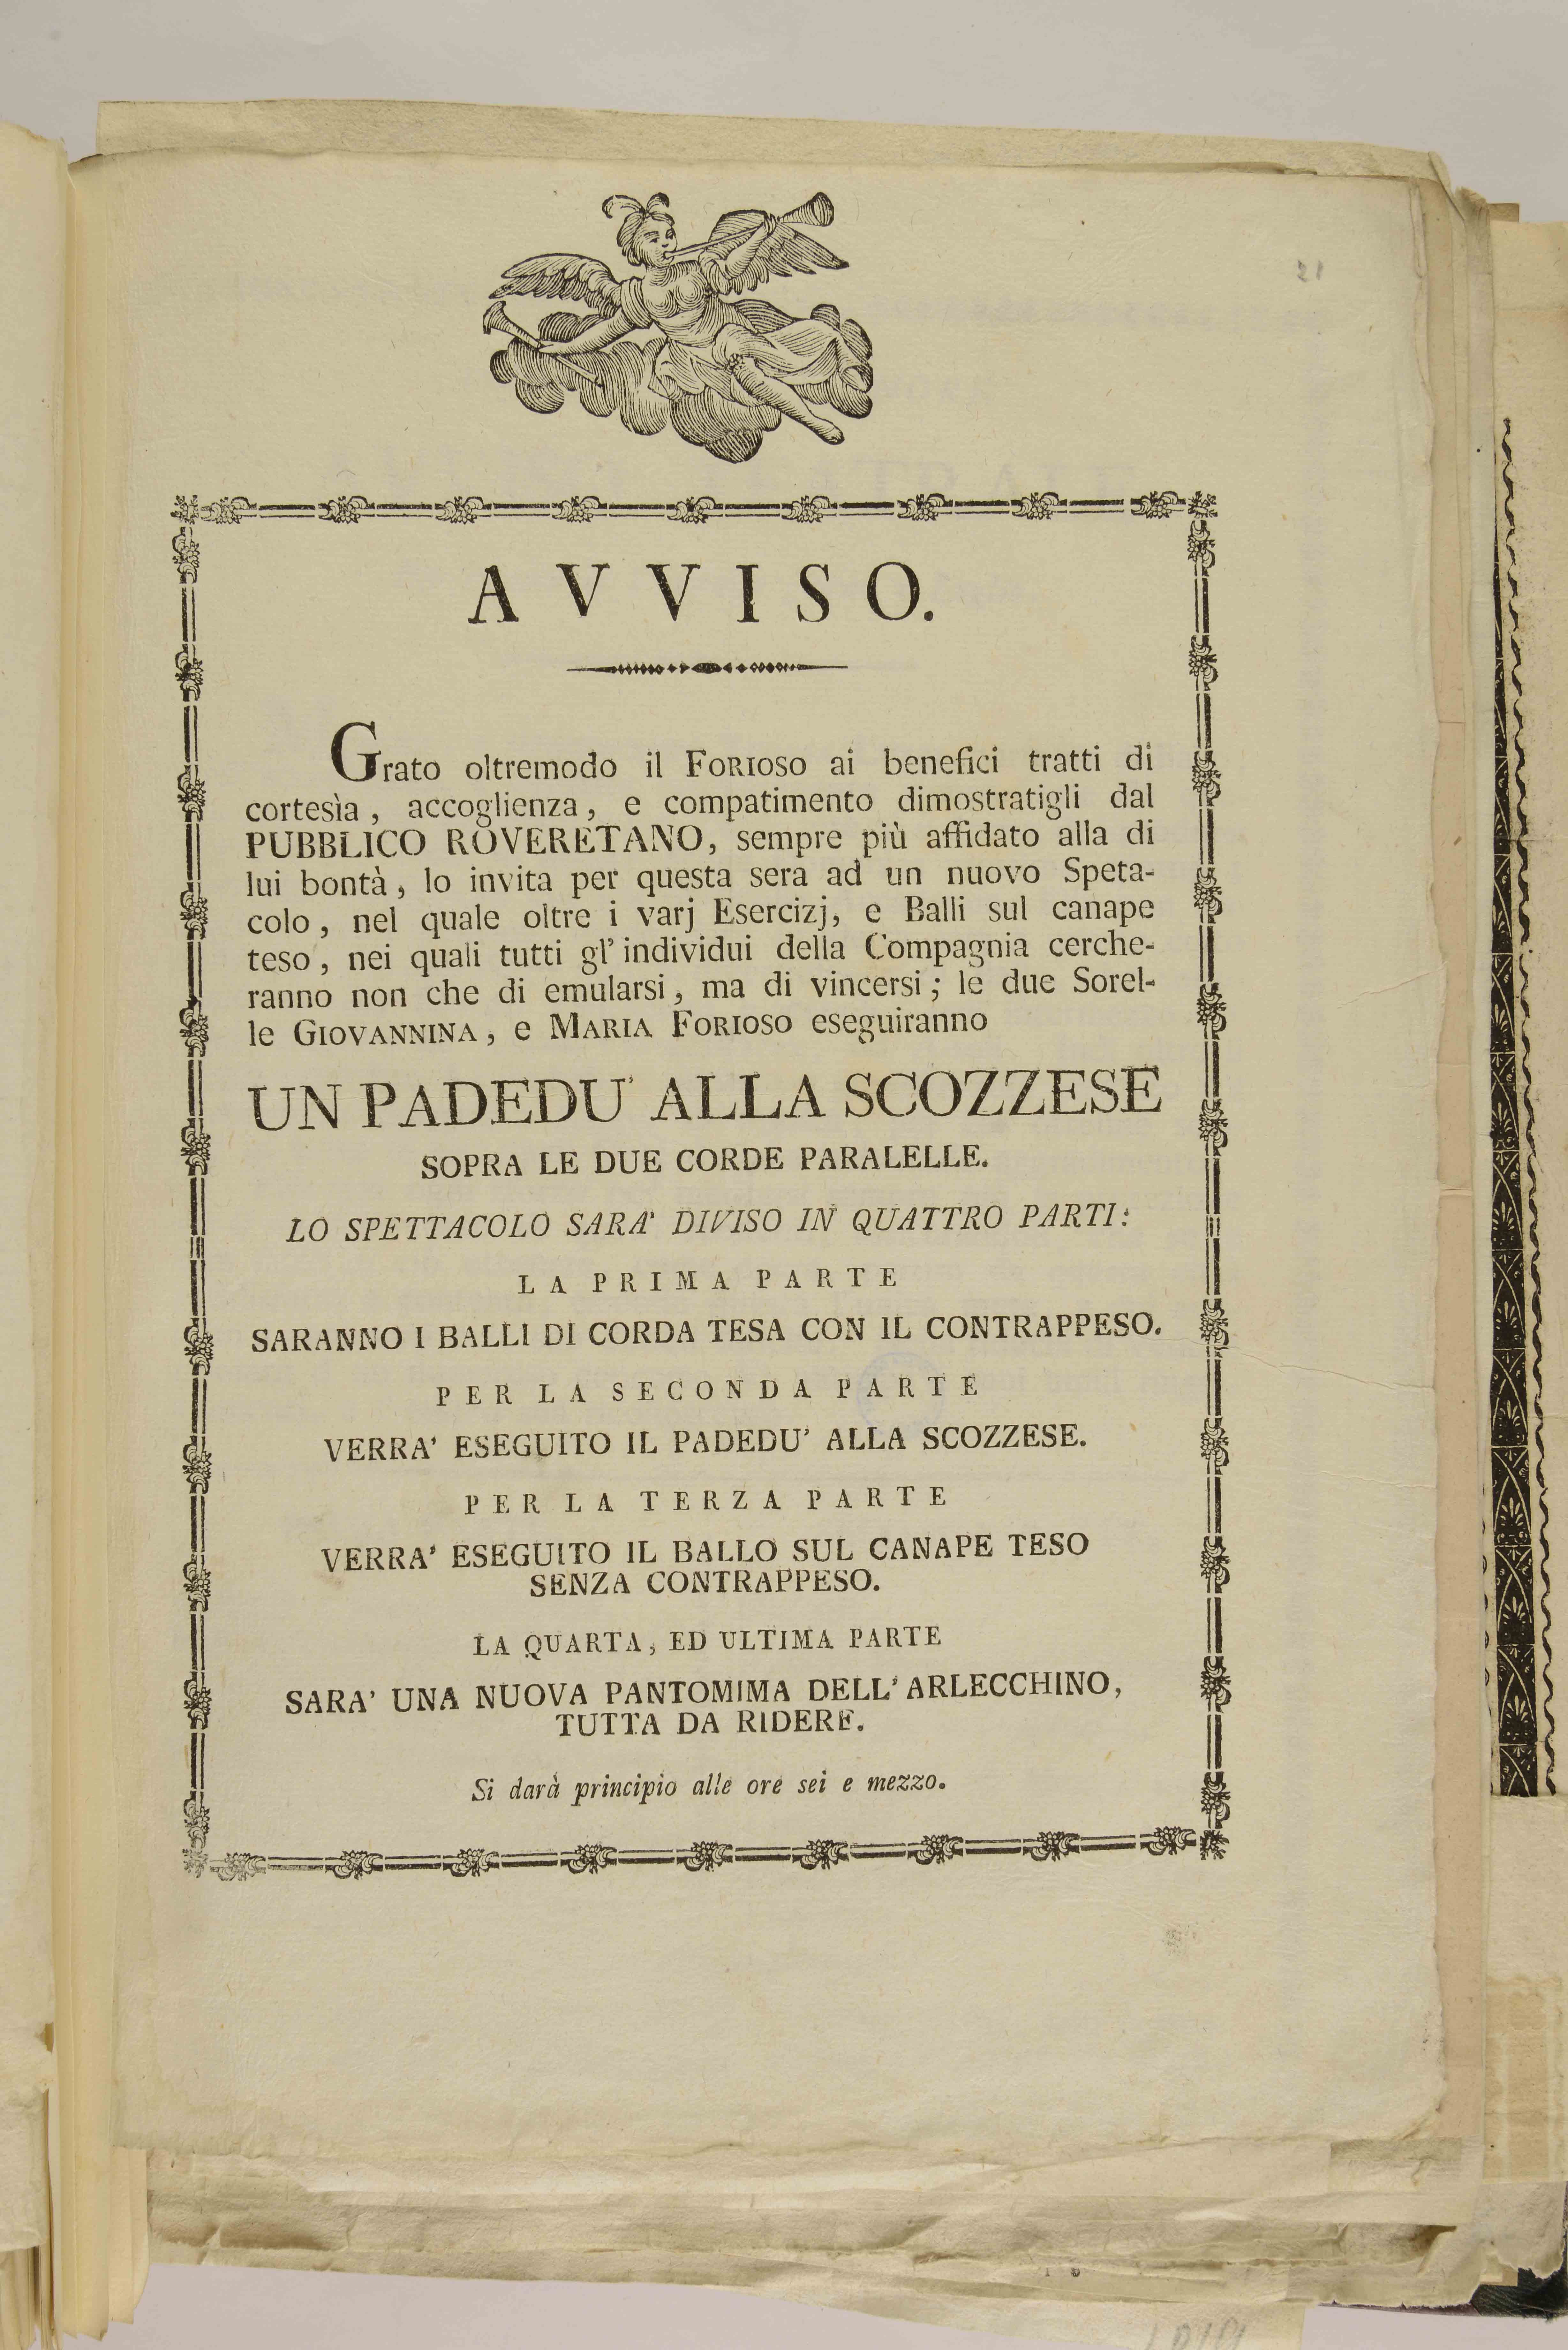 21
AVVISO.
Grato oltremodo il FORIOSO ai benefici tratti di
cortesìa, accoglienza, e compatimento dimostratigli dal
PUBBLICO ROVERETANO, sempre più affidato alla di
lui bontà, lo invita per questa sera ad un nuovo Speta-
colo, nel quale oltre i varj Esercizj, e Balli sul canape
teso, nei quali tutti gl' individui della Compagnia cerche-
ranno non che di emularsi, ma di vincersi; le due Sorel-
le GIOVANNINA, e MARIA FORIOSO eseguiranno
UN PADEDU' ALLA SCOZZESE
SOPRA LE DUE CORDE PARALELLE.
LO SPETTACOLO SARA' DIVISO IN QUATTRO PARTI:
LA PRIMA PARTE
SARANNO I BALLI DI CORDA TESA CON IL CONTRAPPESO.
PER LA SECONDA PARTE
VERRA' ESEGUITO IL PADEDU' ALLA SCOZZESE.
PER LA TERZA PARTE
VERRA' ESEGUITO IL BALLO SUL CANAPE TESO
SENZA CONTRAPPESO.
LA QUARTA, ED ULTIMA PARTE
SARA' UNA NUOVA PANTOMIMA DELL' ARLECCHINO,
TUTTA DA RIDERE.
Si darà principio alle ore sei e mezzo.